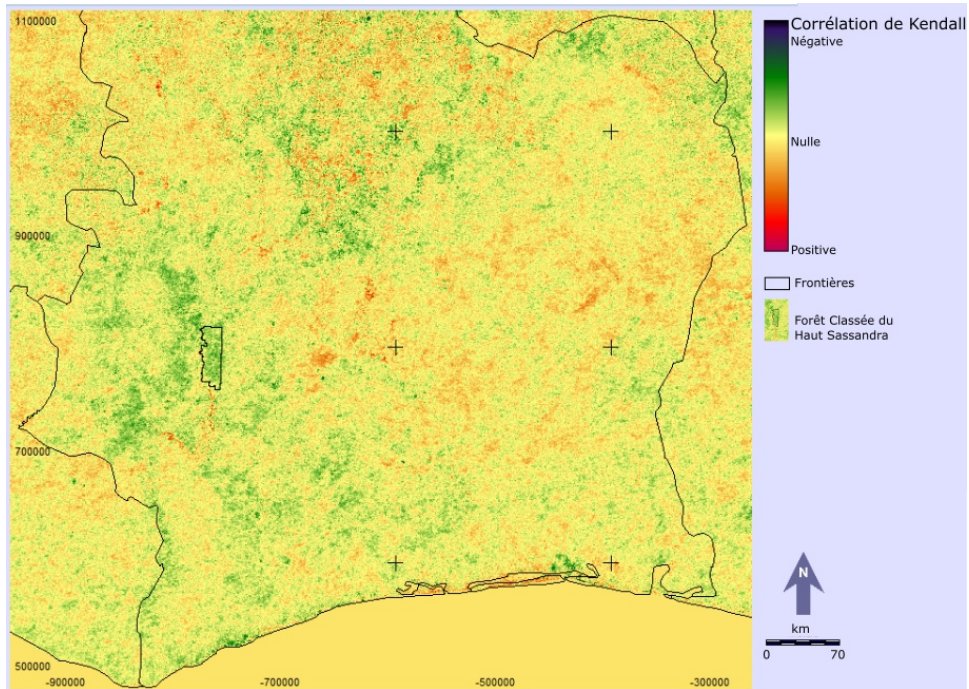 1100000
900000
700000
500000
-900000
-700000
-500000
-300000
Corrélation de Kendall
Négative
Nulle
Positive
Frontières
Forêt Classée du
Haut Sassandra
N
km
0 70